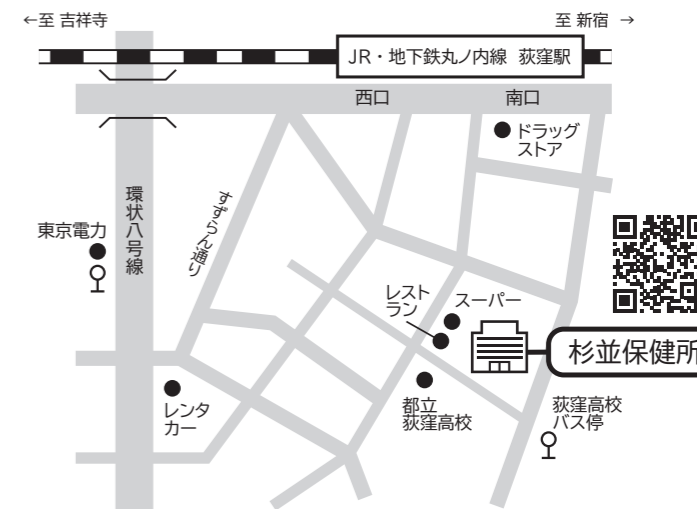 ←至 吉祥寺
至 新宿 →
JR・地下鉄丸ノ内線 荻窪駅
西口
南口
ドラッグ
ストア
環状八号線
すずらん通り
東京電力
レスト
ラン
スーパー
杉並保健所
レンタ
カー
都立
荻窪高校
荻窪高校
バス停